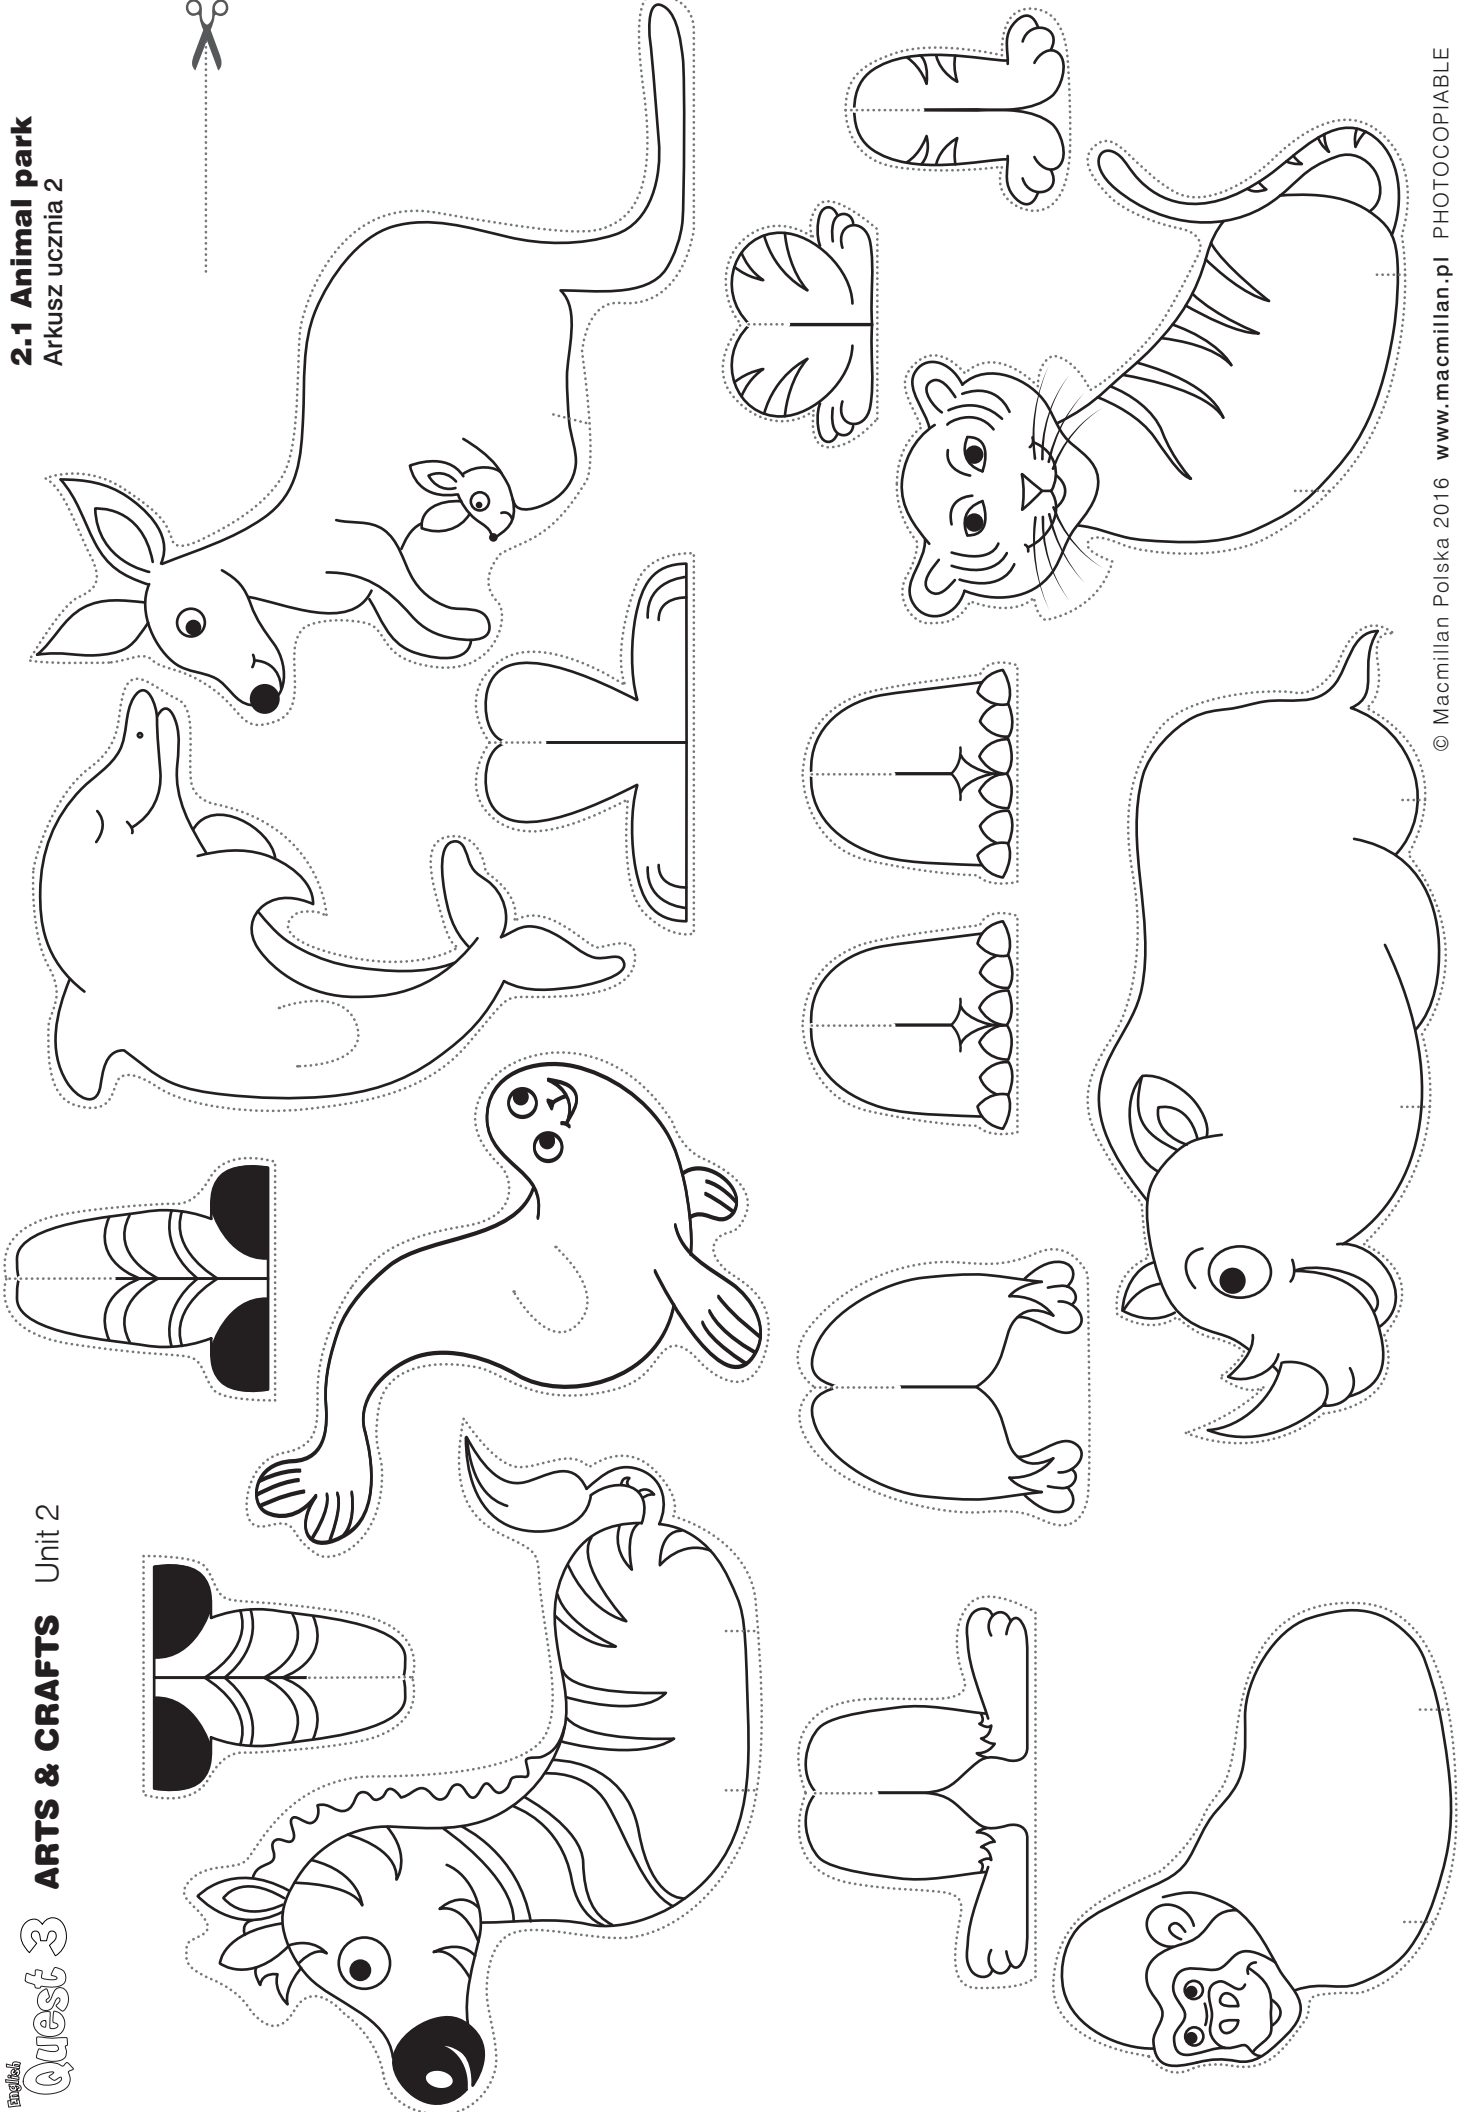 English
Quest 3 ARTS & CRAFTS Unit 2
2.1 Animal park
Arkusz ucznia 2
© Macmillan Polska 2016 www.macmillan.pl PHOTOCOPIABLE